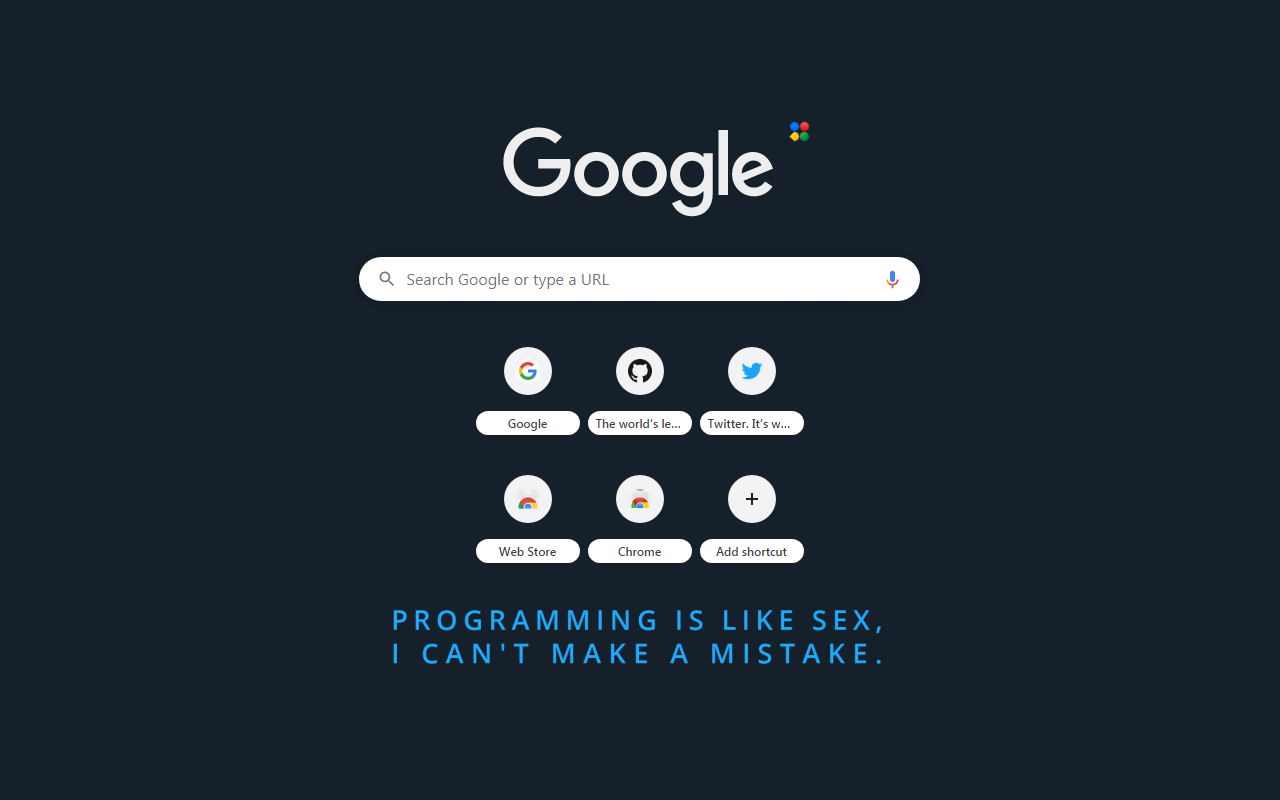 Google
Search Google or type a URL
Google
The world's le...
Twitter. It's w...
Web Store
Chrome
Add shortcut
PROGRAMMING IS LIKE SEX,
I CAN'T MAKE A MISTAKE.